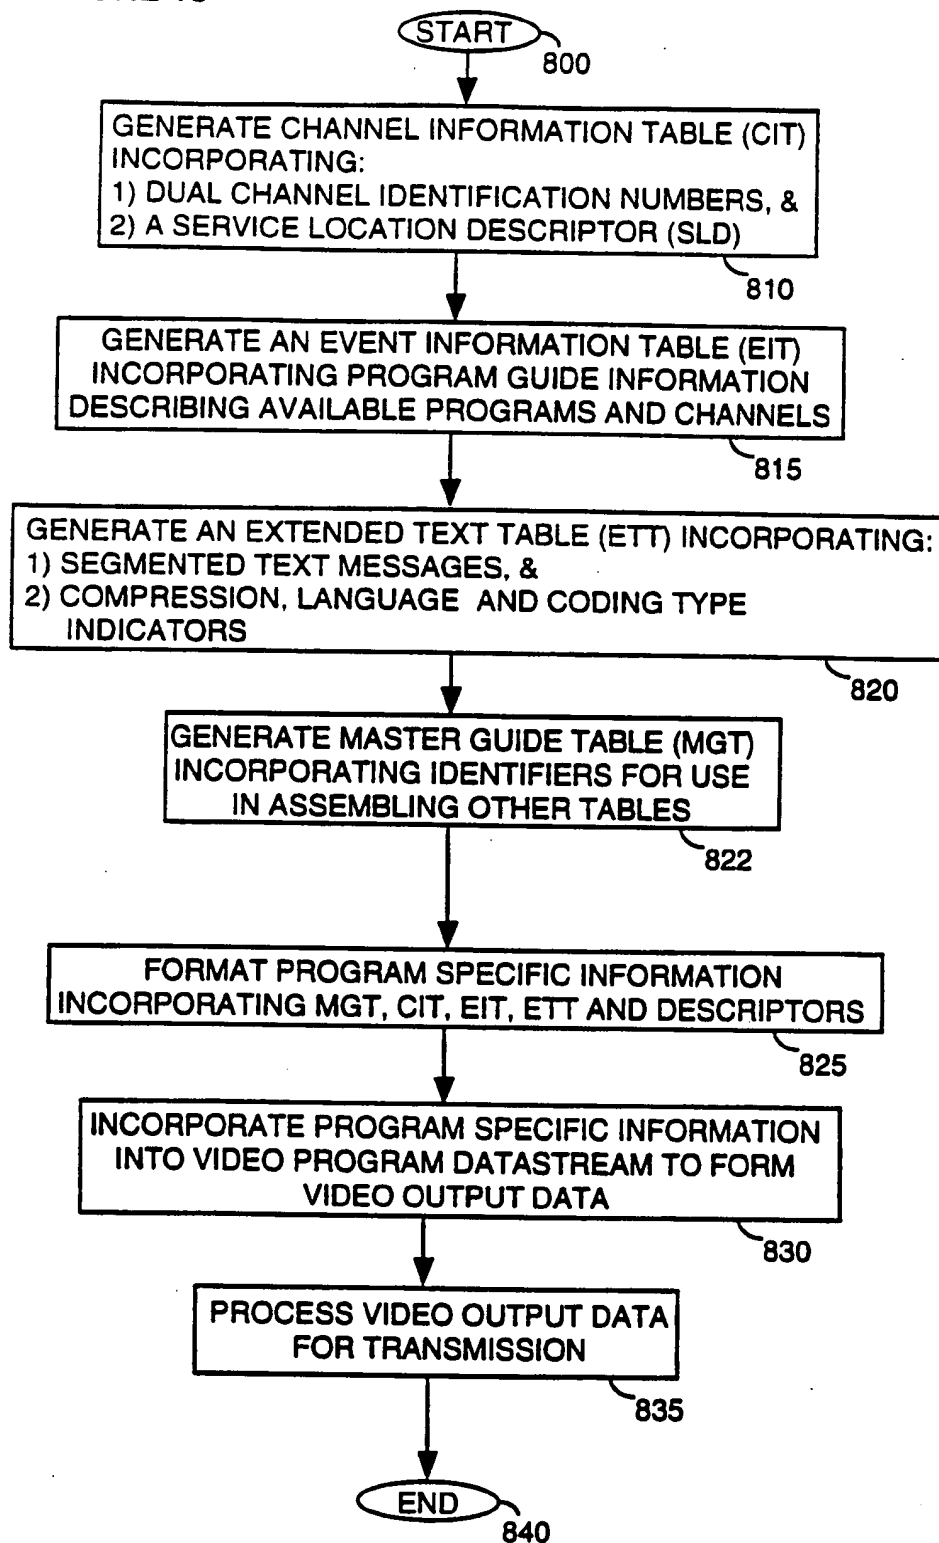 START
800
GENERATE CHANNEL INFORMATION TABLE (CIT)
INCORPORATING:
1) DUAL CHANNEL IDENTIFICATION NUMBERS, &
2) A SERVICE LOCATION DESCRIPTOR (SLD)
810
GENERATE AN EVENT INFORMATION TABLE (EIT)
INCORPORATING PROGRAM GUIDE INFORMATION
DESCRIBING AVAILABLE PROGRAMS AND CHANNELS
815
GENERATE AN EXTENDED TEXT TABLE (ETT) INCORPORATING:
1) SEGMENTED TEXT MESSAGES, &
2) COMPRESSION, LANGUAGE AND CODING TYPE
INDICATORS
820
GENERATE MASTER GUIDE TABLE (MGT)
INCORPORATING IDENTIFIERS FOR USE
IN ASSEMBLING OTHER TABLES
822
FORMAT PROGRAM SPECIFIC INFORMATION
INCORPORATING MGT, CIT, EIT, ETT AND DESCRIPTORS
825
INCORPORATE PROGRAM SPECIFIC INFORMATION
INTO VIDEO PROGRAM DATASTREAM TO FORM
VIDEO OUTPUT DATA
830
PROCESS VIDEO OUTPUT DATA
FOR TRANSMISSION
835
END
840